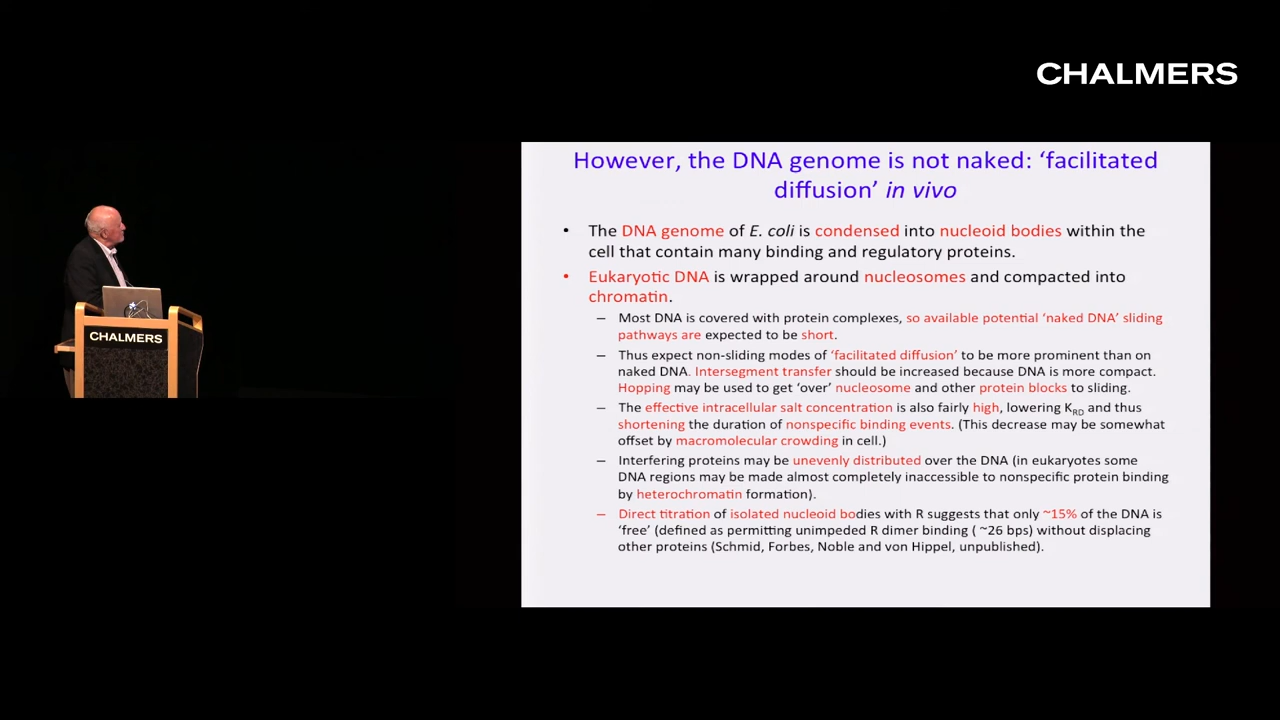 CHALMERS
However, the DNA genome is not naked: ‘facilitated
diffusion’ in vivo
• The DNA genome of E. coli is condensed into nucleoid bodies within the
cell that contain many binding and regulatory proteins.
• Eukaryotic DNA is wrapped around nucleosomes and compacted into
chromatin.
– Most DNA is covered with protein complexes, so available potential ‘naked DNA’ sliding
pathways are expected to be short.
– Thus expect non-sliding modes of ‘facilitated diffusion’ to be more prominent than on
naked DNA. Intersegment transfer should be increased because DNA is more compact.
Hopping may be used to get ‘over’ nucleosome and other protein blocks to sliding.
– The effective intracellular salt concentration is also fairly high, lowering KRD and thus
shortening the duration of nonspecific binding events. (This decrease may be somewhat
offset by macromolecular crowding in cell.)
– Interfering proteins may be unevenly distributed over the DNA (in eukaryotes some
DNA regions may be made almost completely inaccessible to nonspecific protein binding
by heterochromatin formation).
– Direct titration of isolated nucleoid bodies with R suggests that only ~15% of the DNA is
‘free’ (defined as permitting unimpeded R dimer binding ( ~26 bps) without displacing
other proteins (Schmid, Forbes, Noble and von Hippel, unpublished).
CHALMERS